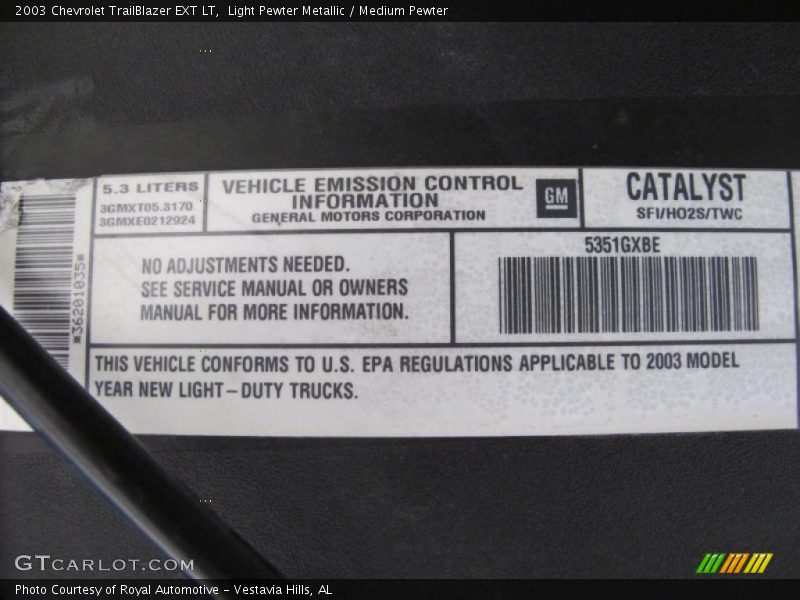 2003 Chevrolet TrailBlazer EXT LT,  Light Pewter Metallic / Medium Pewter
5.3 LITERS
3GMXT05.3170
3GMXE0212924
VEHICLE EMISSION CONTROL
INFORMATION
GENERAL MOTORS CORPORATION
GM
CATALYST
SFI/HO2S/TWC
*36201035*
NO ADJUSTMENTS NEEDED.
SEE SERVICE MANUAL OR OWNERS
MANUAL FOR MORE INFORMATION.
5351GXBE
THIS VEHICLE CONFORMS TO U.S. EPA REGULATIONS APPLICABLE TO 2003 MODEL
YEAR NEW LIGHT-DUTY TRUCKS.
GTCARLOT.COM
Photo Courtesy of Royal Automotive - Vestavia Hills, AL